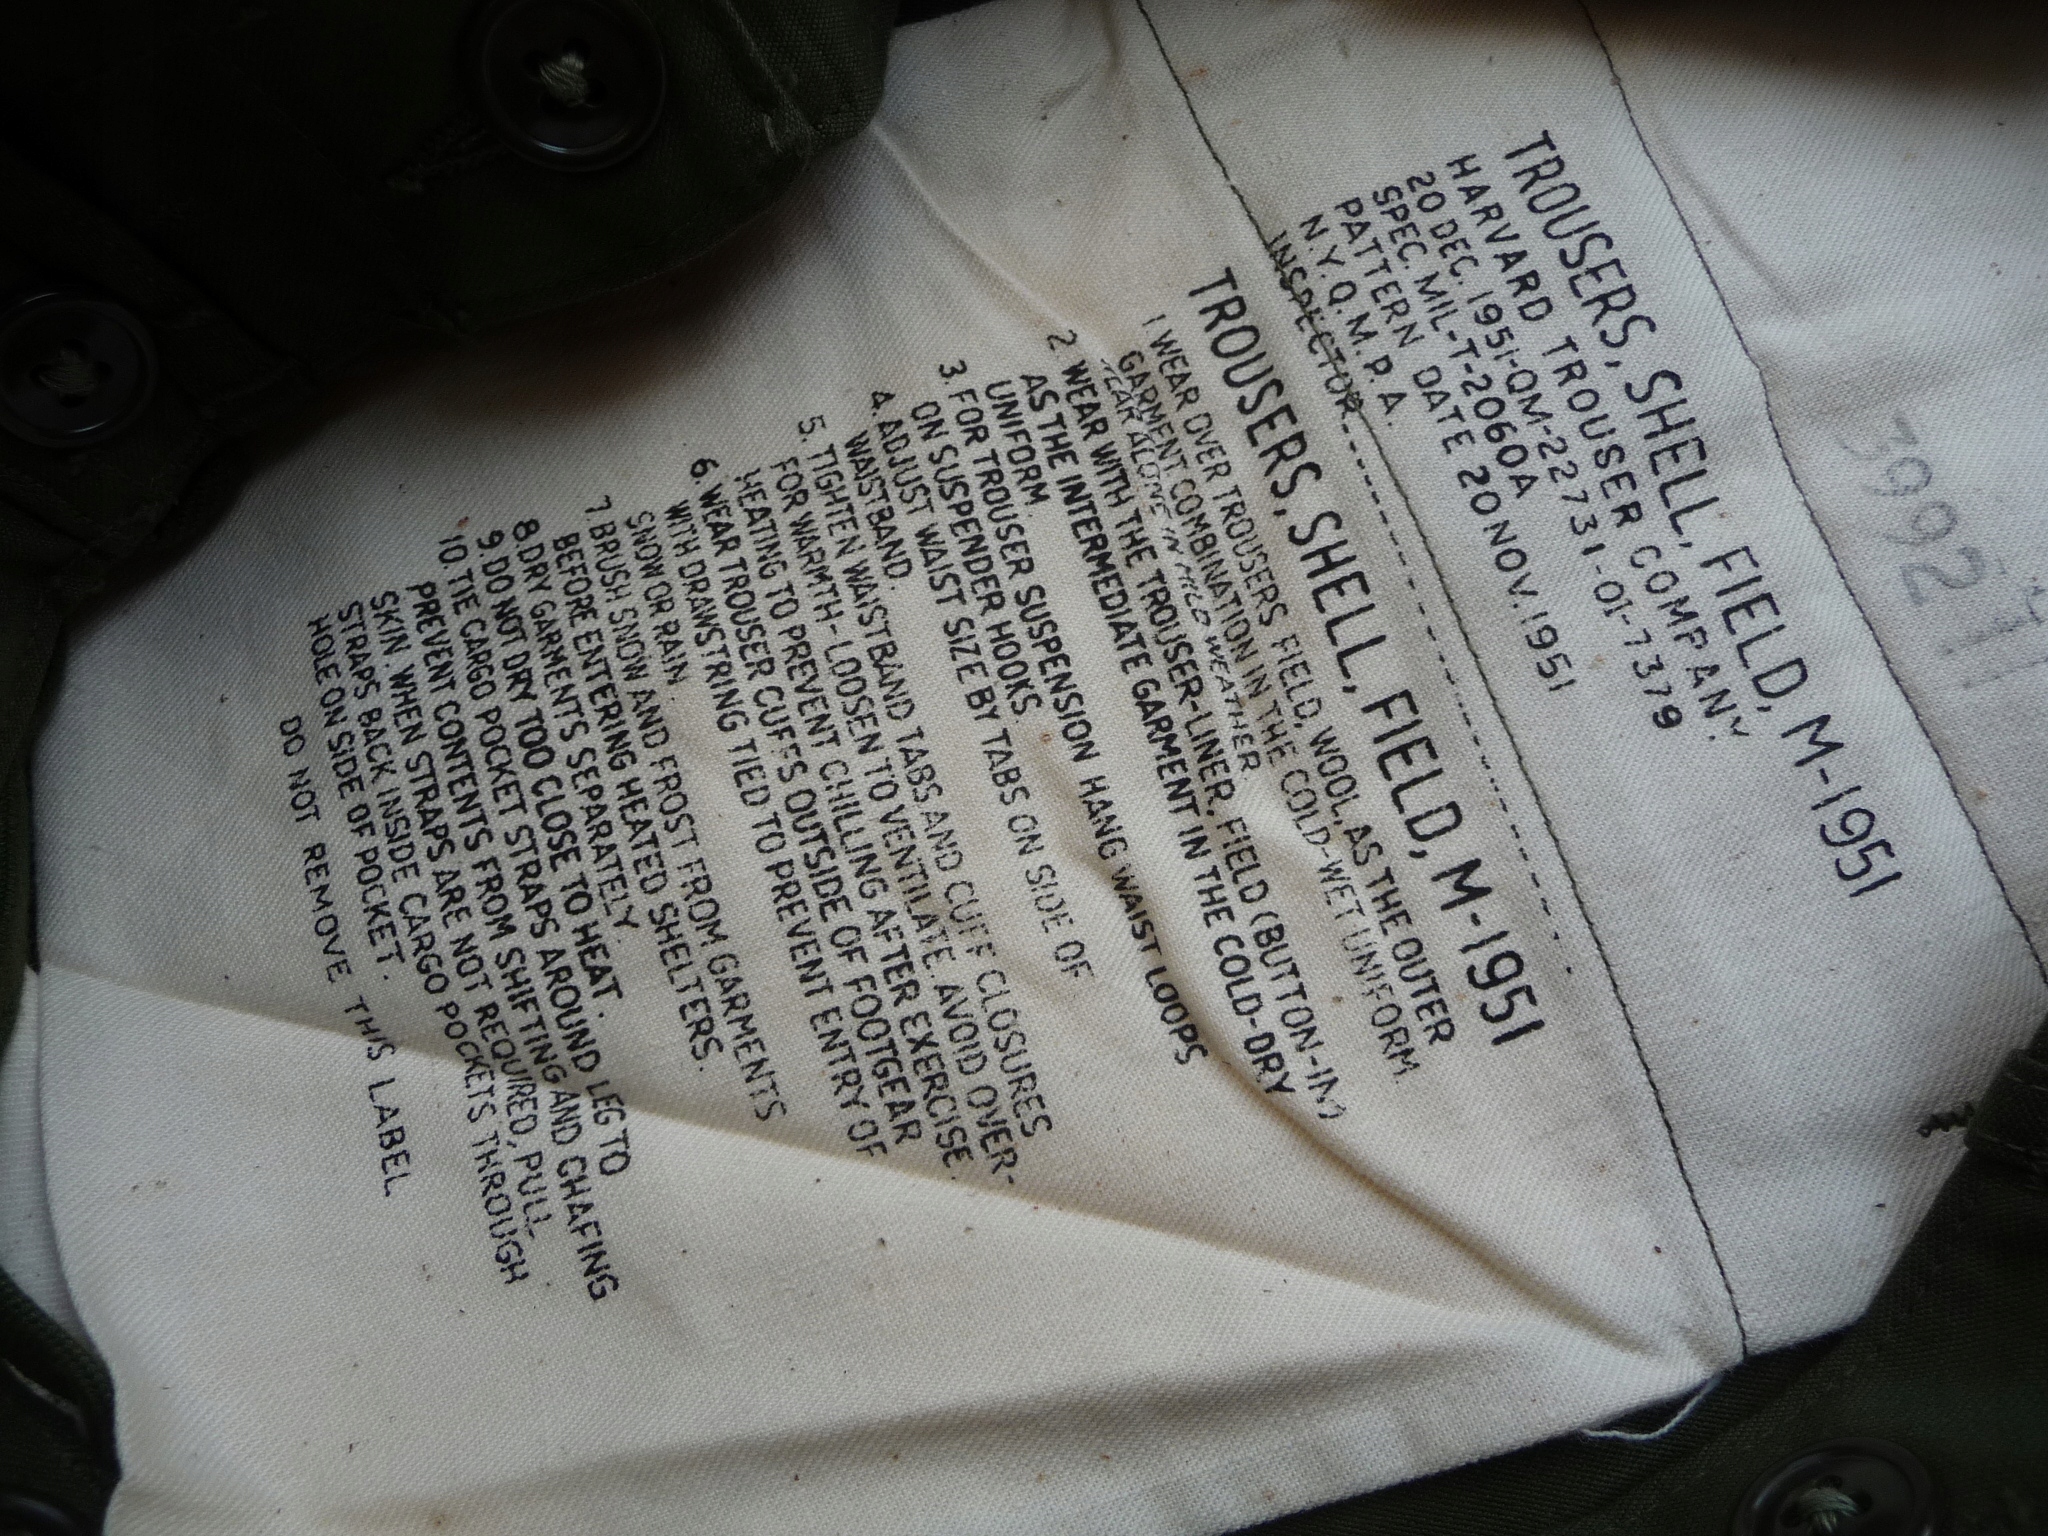 3992
TROUSERS, SHELL, FIELD, M-1951
HARVARD TROUSER COMPANY
20 DEC. 1951-QM-22731-01-7379
SPEC. MIL-T-2060A
PATTERN DATE 20 NOV. 1951
N.Y.Q.M.P.A.
INSPECTOR
TROUSERS, SHELL, FIELD, M-1951
1 WEAR OVER TROUSERS, FIELD, WOOL, AS THE OUTER
GARMENT COMBINATION IN THE COLD-WET UNIFORM.
WEAR ALONE IN MILD WEATHER.
2 WEAR WITH THE TROUSER-LINER, FIELD (BUTTON-IN)
AS THE INTERMEDIATE GARMENT IN THE COLD-DRY
UNIFORM.
3. FOR TROUSER SUSPENSION HANG WAIST LOOPS
ON SUSPENDER HOOKS.
4. ADJUST WAIST SIZE BY TABS ON SIDE OF
WAISTBAND.
5. TIGHTEN WAISTBAND TABS AND CUFF CLOSURES
FOR WARMTH-LOOSEN TO VENTILATE. AVOID OVER-
HEATING TO PREVENT CHILLING AFTER EXERCISE.
6. WEAR TROUSER CUFFS OUTSIDE OF FOOTGEAR
WITH DRAWSTRING TIED TO PREVENT ENTRY OF
SNOW OR RAIN.
7. BRUSH SNOW AND FROST FROM GARMENTS
BEFORE ENTERING HEATED SHELTERS.
8. DRY GARMENTS SEPARATELY.
9. DO NOT DRY TOO CLOSE TO HEAT.
10. TIE CARGO POCKET STRAPS AROUND LEG TO
PREVENT CONTENTS FROM SHIFTING AND CHAFING
SKIN. WHEN STRAPS ARE NOT REQUIRED, PULL
STRAPS BACK INSIDE CARGO POCKETS THROUGH
HOLE ON SIDE OF POCKET.
DO NOT REMOVE THIS LABEL